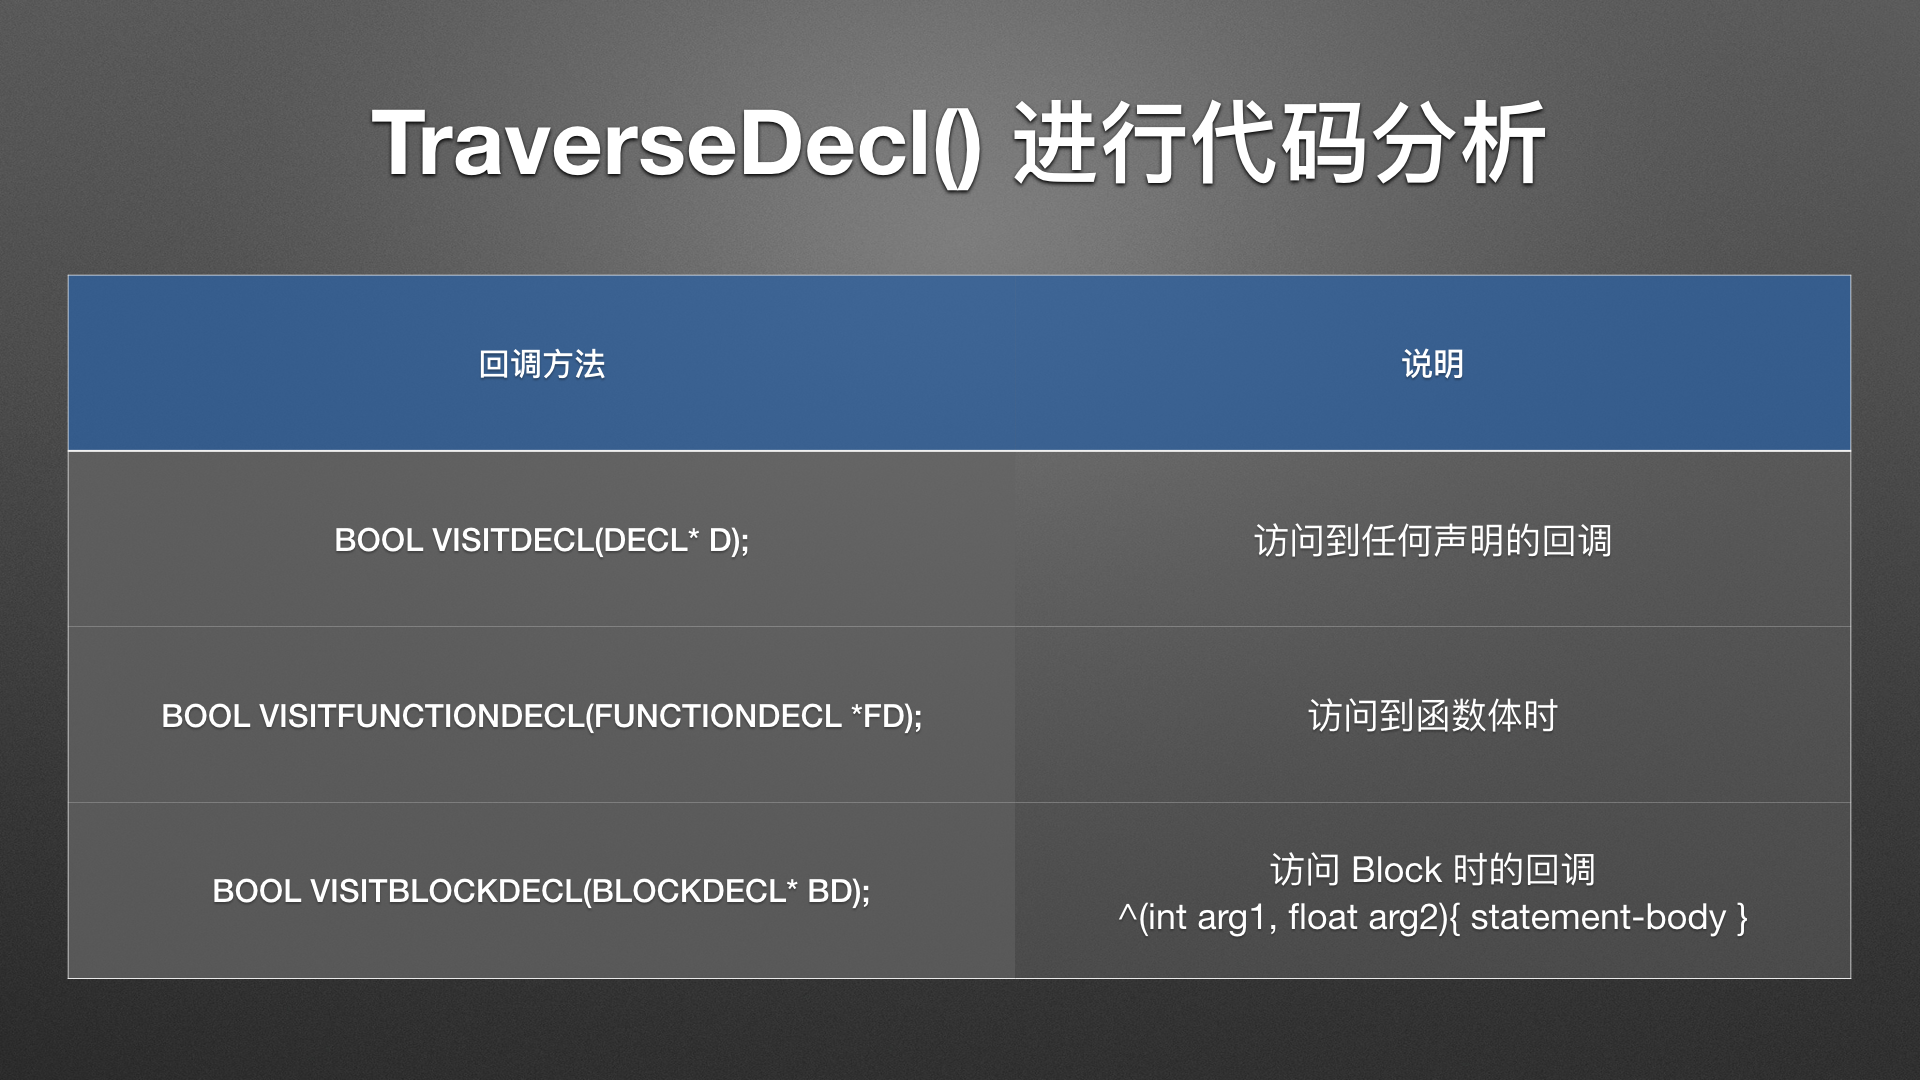 TraverseDecl() 进行代码分析
回调方法
说明
BOOL VISITDECL(DECL* D);
访问到任何声明的回调
BOOL VISITFUNCTIONDECL(FUNCTIONDECL *FD);
访问到函数体时
BOOL VISITBLOCKDECL(BLOCKDECL* BD);
访问 Block 时的回调
^(int arg1, float arg2){ statement-body }